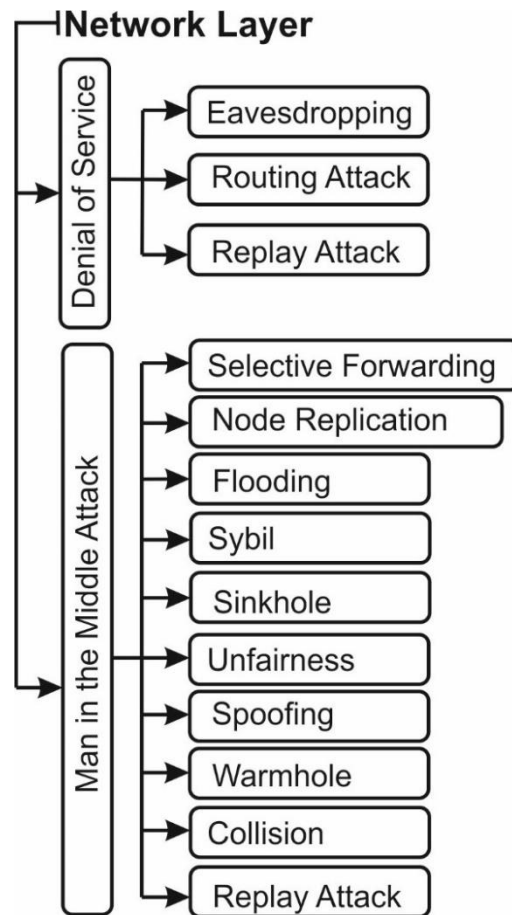 Network Layer
Denial of Service
Eavesdropping
Routing Attack
Replay Attack
Man in the Middle Attack
Selective Forwarding
Node Replication
Flooding
Sybil
Sinkhole
Unfairness
Spoofing
Warmhole
Collision
Replay Attack